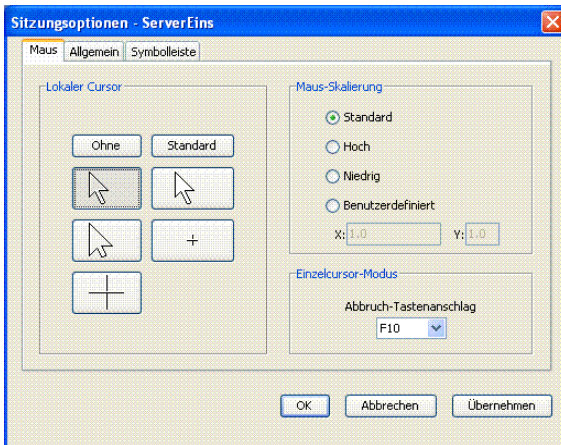 Sitzungsoptionen - ServerEins
Maus Allgemein Symbolleiste
Lokaler Cursor
Ohne Standard
Maus-Skalierung
Standard
Hoch
Niedrig
Benutzerdefiniert
X: 1.0 Y: 1.0
Einzelcursor-Modus
Abbruch-Tastenanschlag
F10
OK Abbrechen Übernehmen